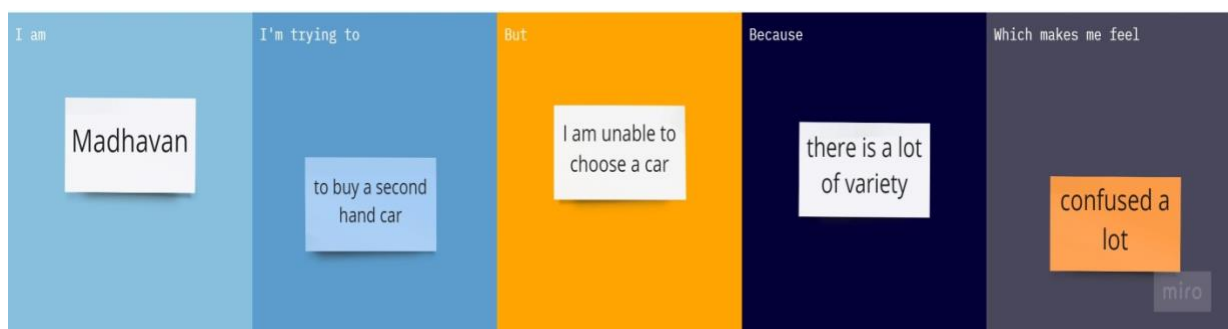 I am
Madhavan
I'm trying to
to buy a second
hand car
But
I am unable to
choose a car
Because
there is a lot
of variety
Which makes me feel
confused a
lot
miro